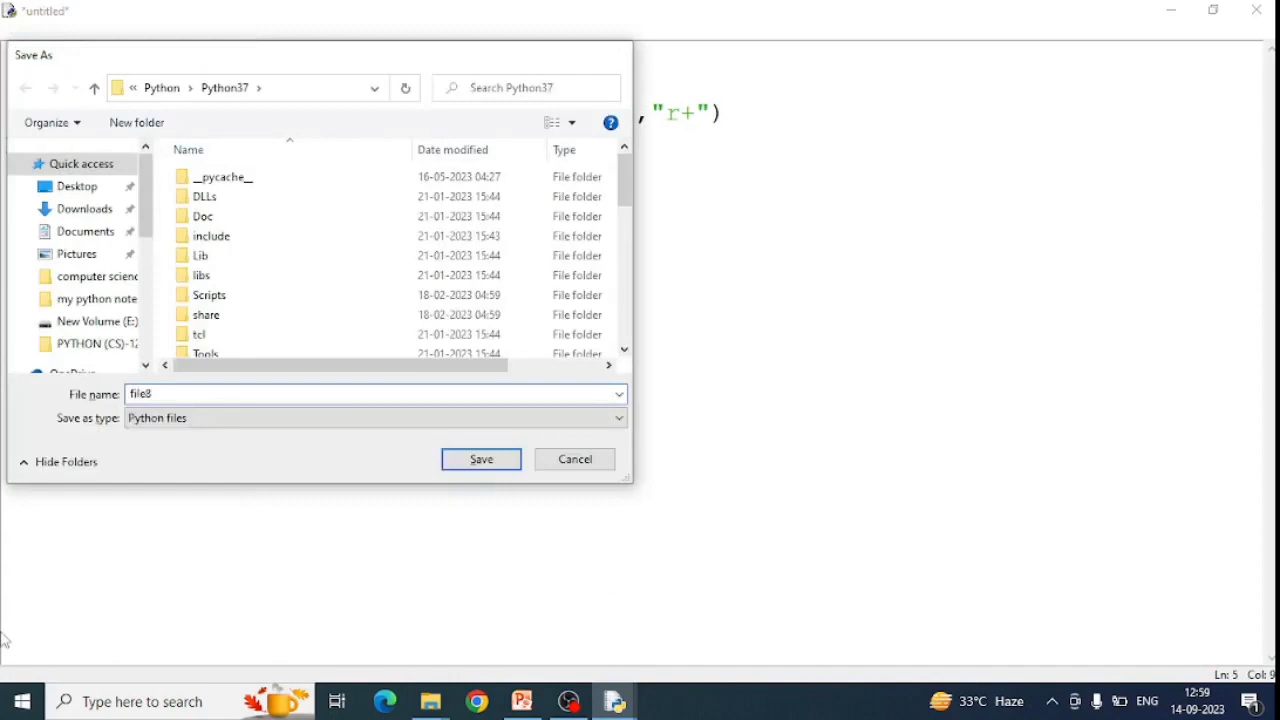 *untitled*
Save As
« Python › Python37 ›
Search Python37
Organize
New folder
?
Name
Date modified
Type
Quick access
Desktop
Downloads
Documents
Pictures
computer scienc
my python note
New Volume (E:)
PYTHON (CS)-12
OneDrive
__pycache__ 16-05-2023 04:27 File folder
DLLs 21-01-2023 15:44 File folder
Doc 21-01-2023 15:44 File folder
include 21-01-2023 15:43 File folder
Lib 21-01-2023 15:44 File folder
libs 21-01-2023 15:44 File folder
Scripts 18-02-2023 04:59 File folder
share 18-02-2023 04:59 File folder
tcl 21-01-2023 15:44 File folder
Tools 21-01-2023 15:44 File folder
File name: file8
Save as type: Python files
Hide Folders
Save
Cancel
,"r+")
Ln: 5 Col: 9
Type here to search
33°C Haze
ENG
12:59
14-09-2023
1